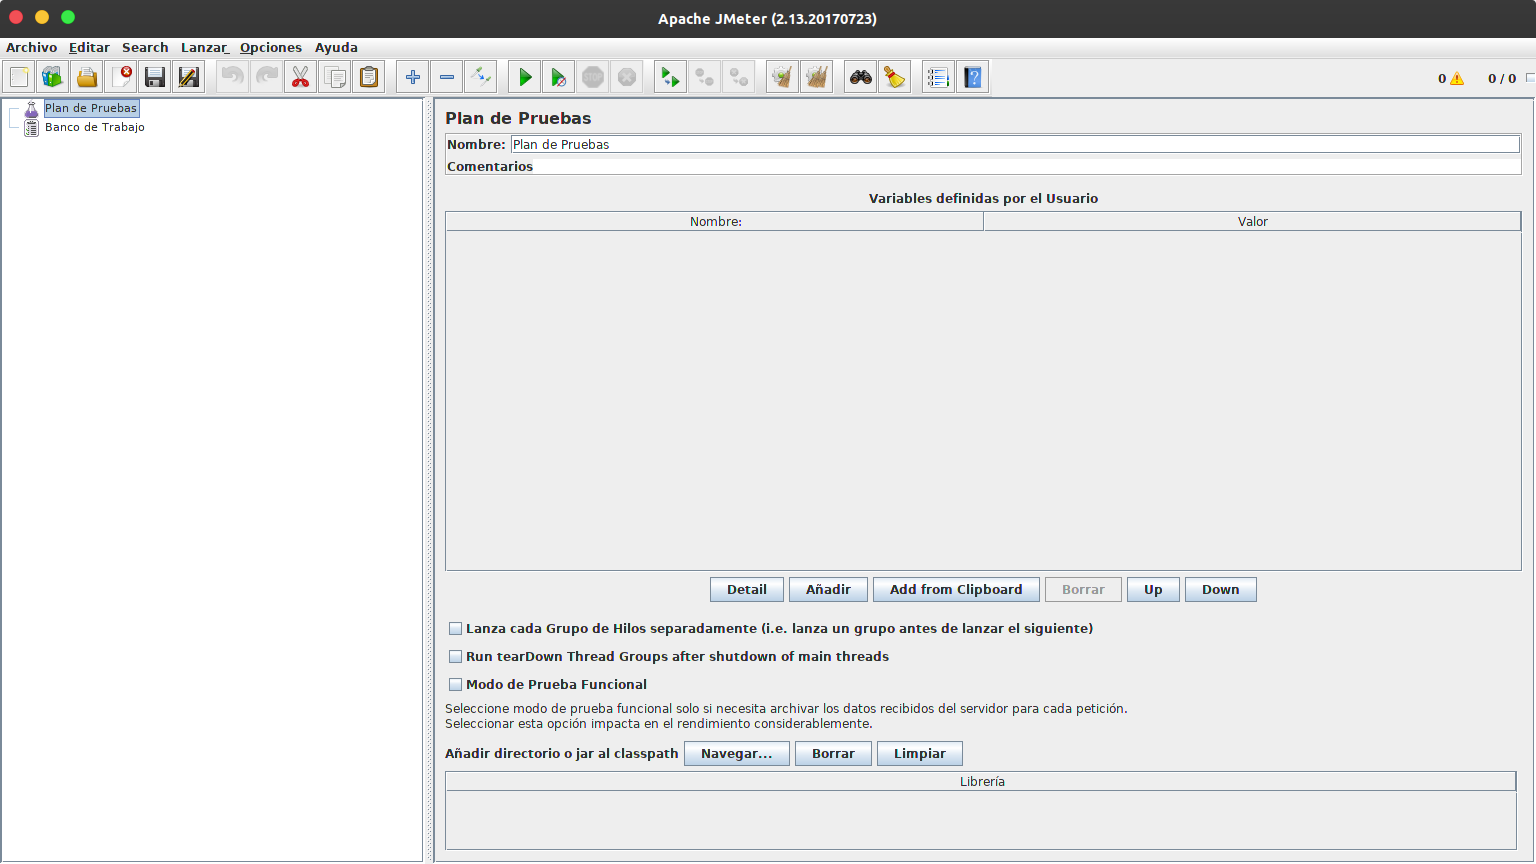 Apache JMeter (2.13.20170723)
Archivo Editar Search Lanzar Opciones Ayuda
STOP
0 0 / 0
Plan de Pruebas
Banco de Trabajo
Plan de Pruebas
Nombre: Plan de Pruebas
Comentarios
Variables definidas por el Usuario
Nombre: Valor
Detail Añadir Add from Clipboard Borrar Up Down
Lanza cada Grupo de Hilos separadamente (i.e. lanza un grupo antes de lanzar el siguiente)
Run tearDown Thread Groups after shutdown of main threads
Modo de Prueba Funcional
Seleccione modo de prueba funcional solo si necesita archivar los datos recibidos del servidor para cada petición.
Seleccionar esta opción impacta en el rendimiento considerablemente.
Añadir directorio o jar al classpath Navegar... Borrar Limpiar
Librería